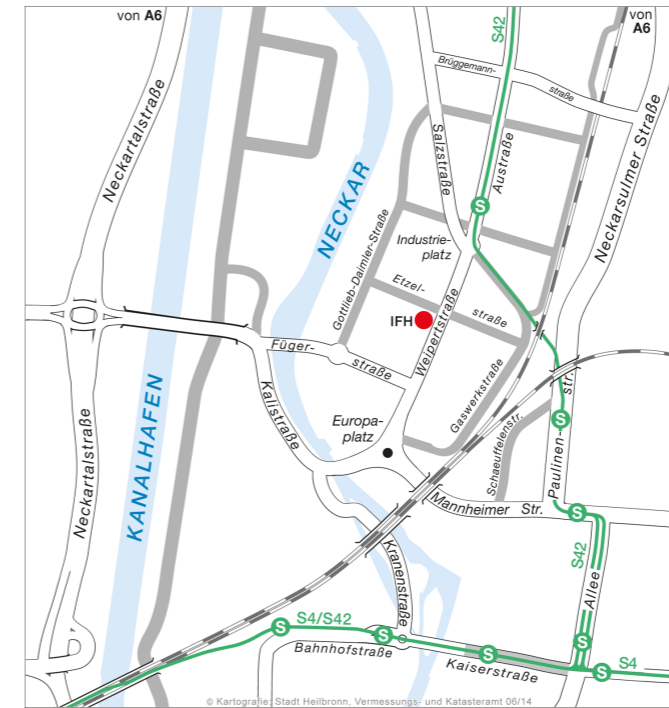 von A6
S42
von
A6
Brüggemann-
straße
Neckartalstraße
Salzstraße
Austraße
Neckarsulmer Straße
NECKAR
S
Industrie-
platz
Gottlieb-Daimler-Straße
Etzel-
straße
IFH
Weipertstraße
Füger-
straße
KANALHAFEN
Kalistraße
Gaswerkstraße
Europa-
platz
Schaeuffelenstr.
Paulinen-
str.
S
Neckartalstraße
Mannheimer Str.
S
Kranenstraße
S42
Allee
S
S4/S42
S
S
Bahnhofstraße
Kaiserstraße
S
S
S4
© Kartografie: Stadt Heilbronn, Vermessungs- und Katasteramt 06/14